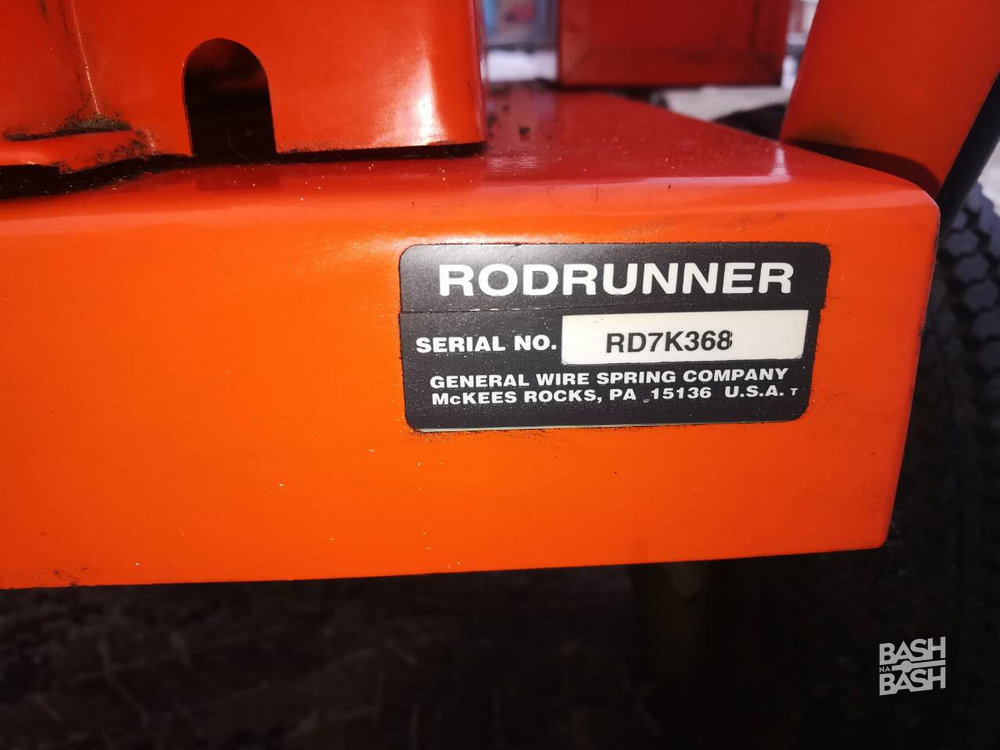 RODRUNNER
SERIAL NO. RD7K368
GENERAL WIRE SPRING COMPANY
McKEES ROCKS, PA 15136 U.S.A. T
BASH
NA
BASH